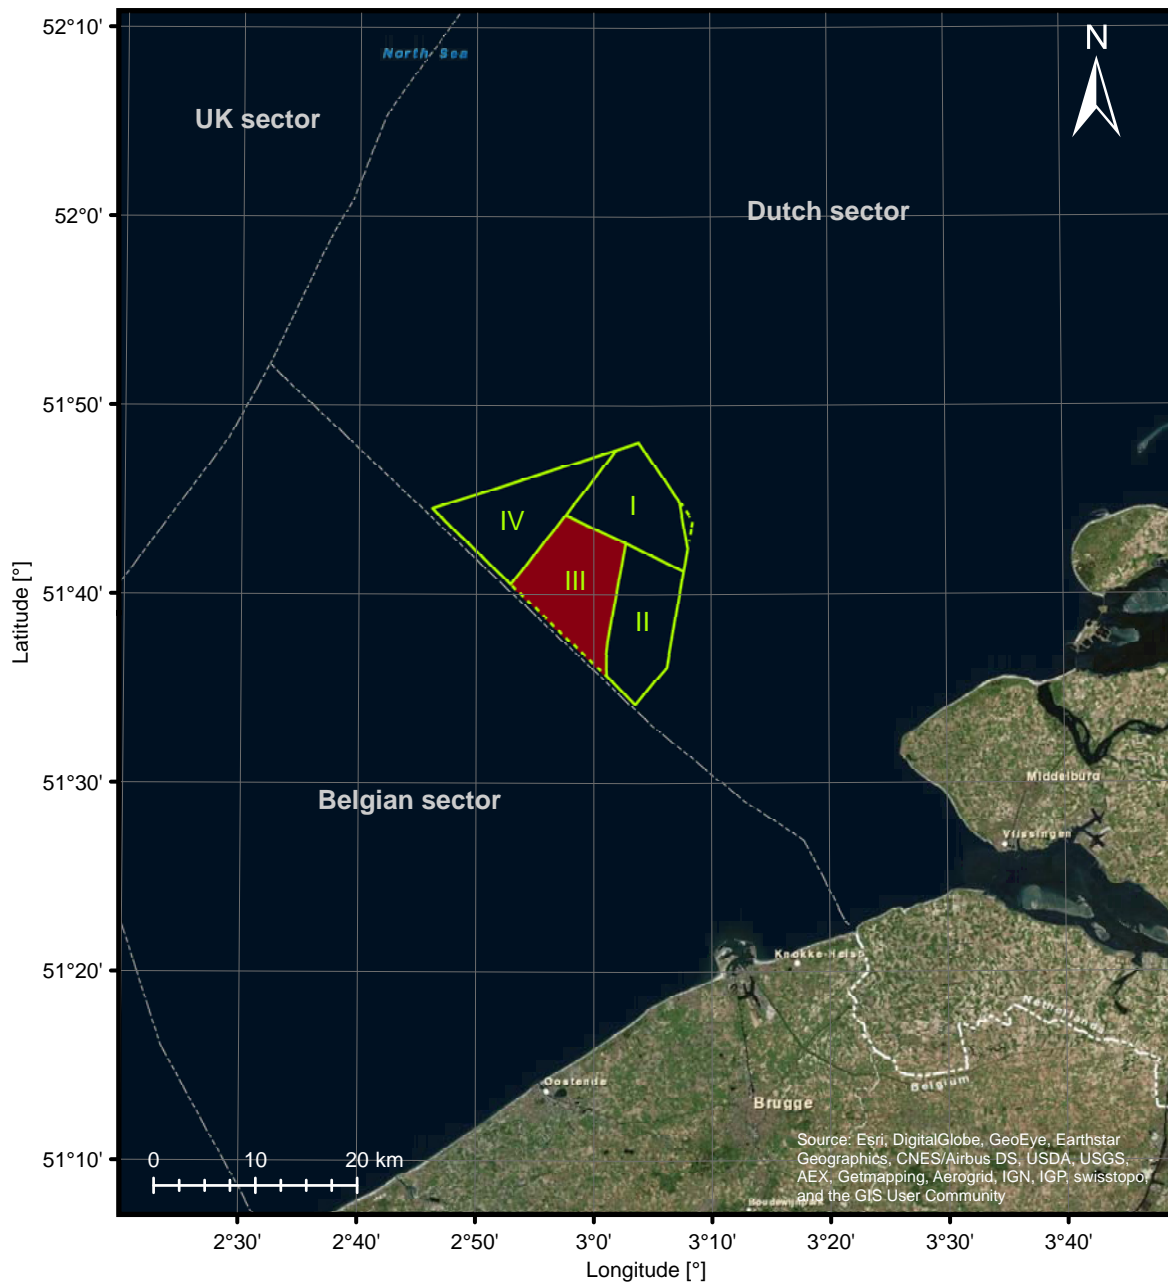 52°10'
North Sea
N
UK sector
52°0'
Dutch sector
51°50'
I
IV
III
51°40'
II
Latitude [°]
51°30'
Middelburg
Belgian sector
Vlissingen
51°20'
Knokke-Heist
Netherlands
Belgium
Oostende
Brugge
51°10'
0 10 20 km
Source: Esri, DigitalGlobe, GeoEye, Earthstar
Geographics, CNES/Airbus DS, USDA, USGS,
AEX, Getmapping, Aerogrid, IGN, IGP, swisstopo,
and the GIS User Community
Houdewijnpark
2°30' 2°40' 2°50' 3°0' 3°10' 3°20' 3°30' 3°40'
Longitude [°]